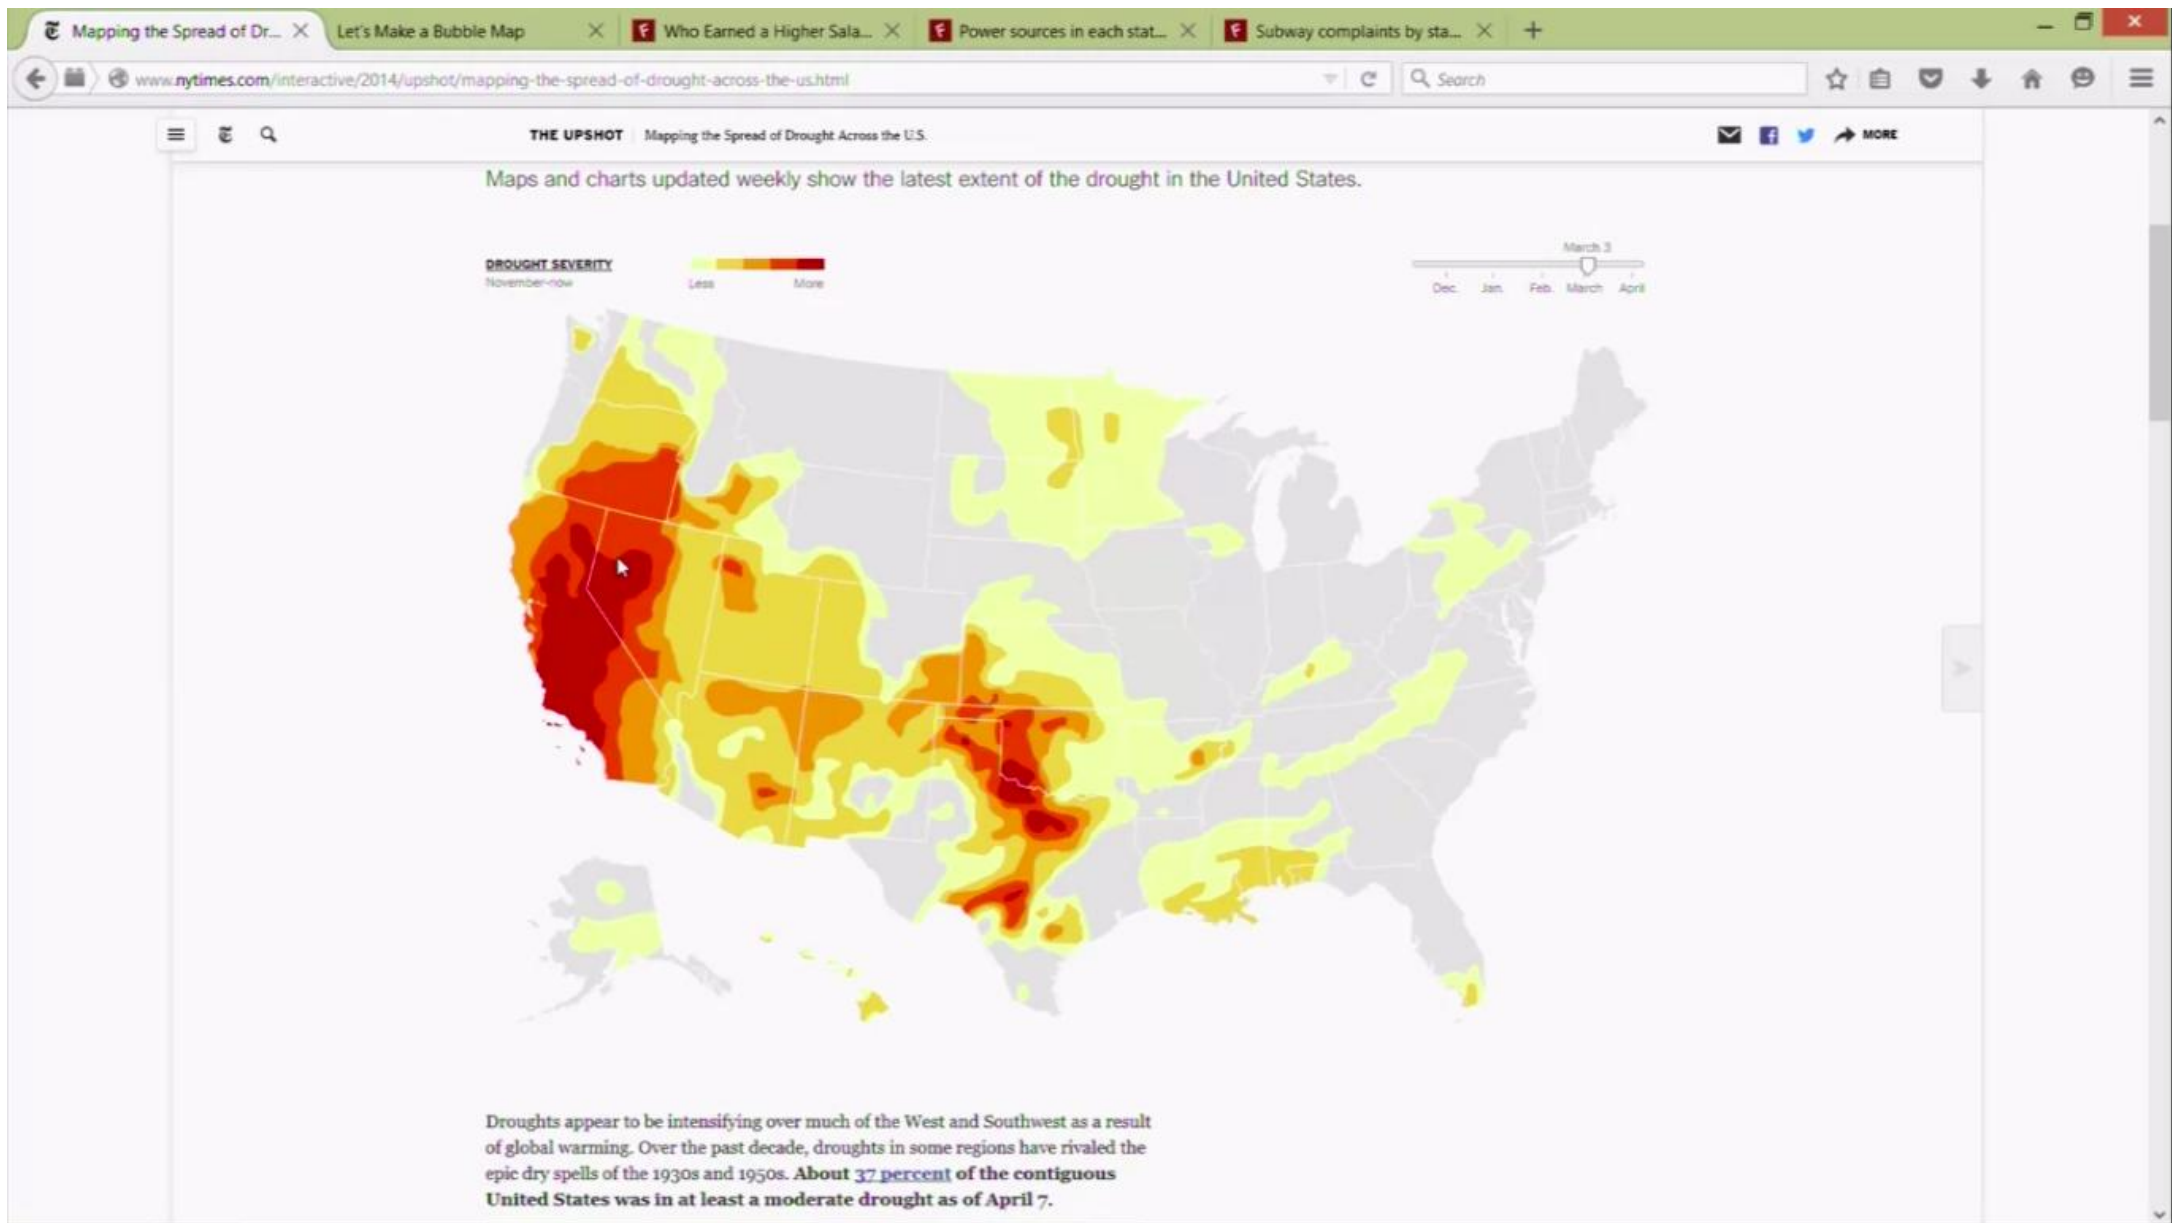 Mapping the Spread of Dr...
Let's Make a Bubble Map
Who Earned a Higher Sala...
Power sources in each stat...
Subway complaints by sta...
www.nytimes.com/interactive/2014/upshot/mapping-the-spread-of-drought-across-the-us.html
Search
THE UPSHOT Mapping the Spread of Drought Across the U.S.
MORE
Maps and charts updated weekly show the latest extent of the drought in the United States.
DROUGHT SEVERITY
November-now
Less More
March 3
Dec. Jan. Feb. March April
Droughts appear to be intensifying over much of the West and Southwest as a result
of global warming. Over the past decade, droughts in some regions have rivaled the
epic dry spells of the 1930s and 1950s. About 37 percent of the contiguous
United States was in at least a moderate drought as of April 7.